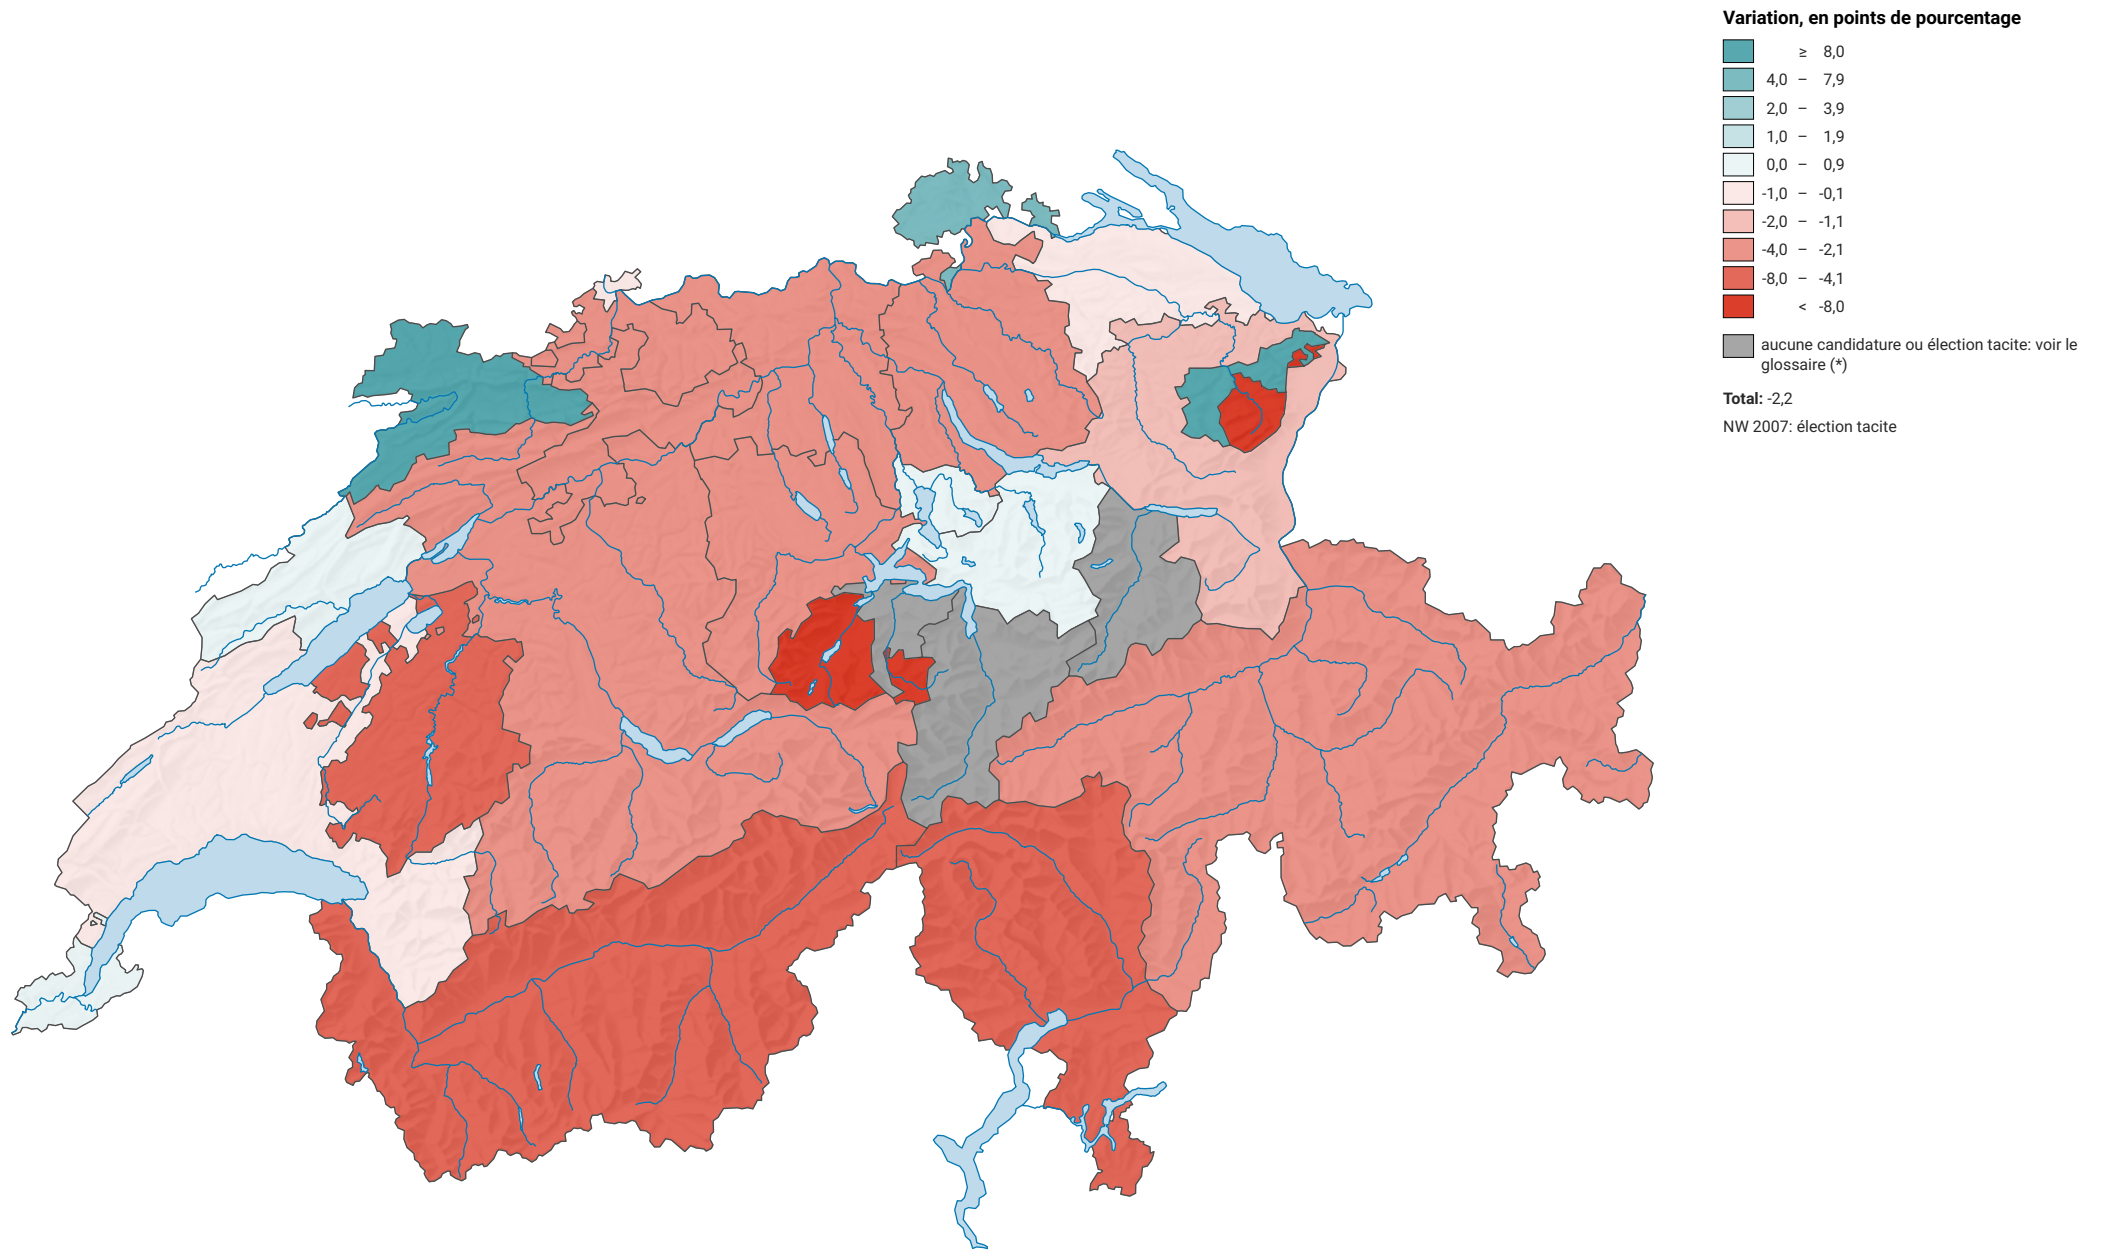 Variation, en points de pourcentage
≥ 8,0
4,0 – 7,9
2,0 – 3,9
1,0 – 1,9
0,0 – 0,9
-1,0 – -0,1
-2,0 – -1,1
-4,0 – -2,1
-8,0 – -4,1
< -8,0
aucune candidature ou élection tacite: voir le
glossaire (*)
Total: -2,2
NW 2007: élection tacite